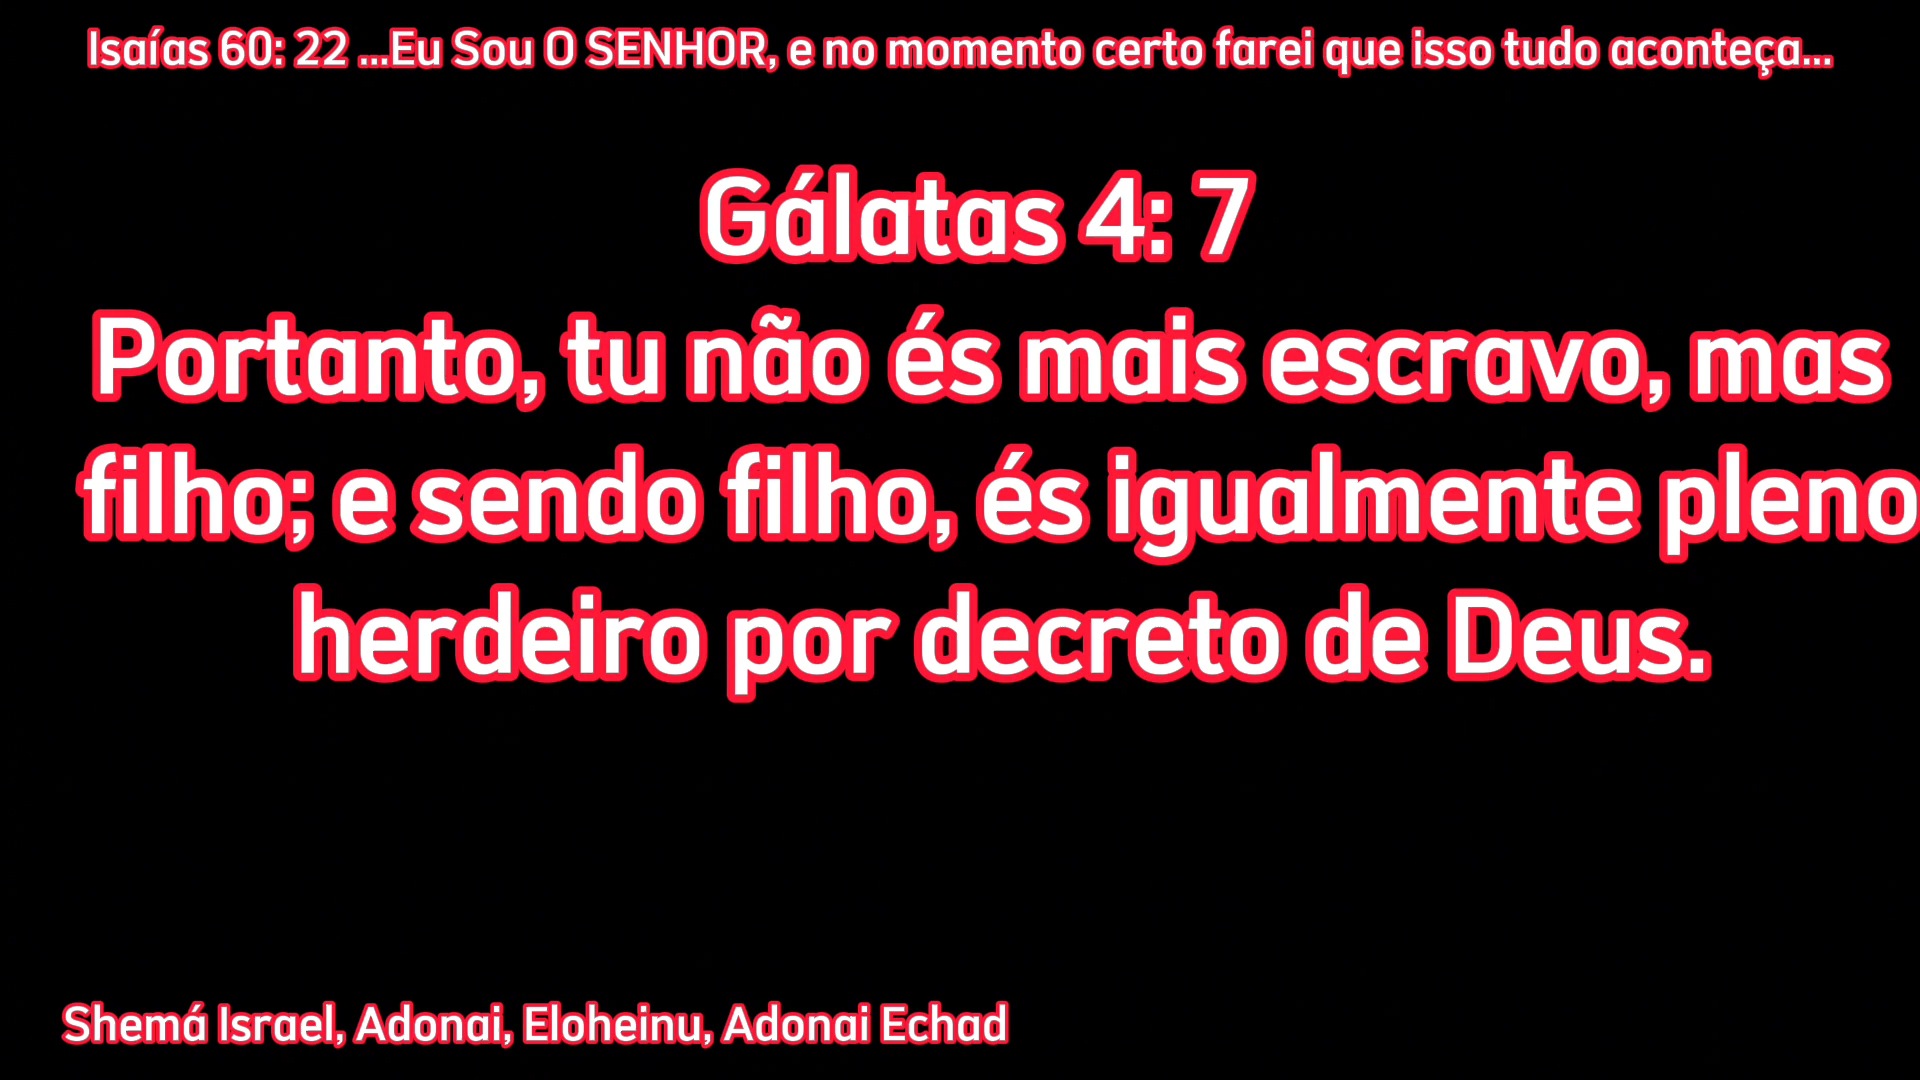 Isaías 60: 22 ...Eu Sou O SENHOR, e no momento certo farei que isso tudo aconteça...
Gálatas 4: 7
Portanto, tu não és mais escravo, mas
filho; e sendo filho, és igualmente pleno
herdeiro por decreto de Deus.
Shemá Israel, Adonai, Eloheinu, Adonai Echad